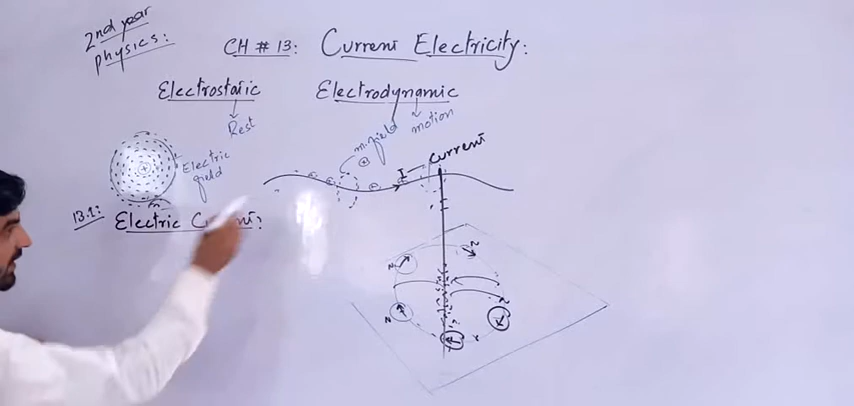 2nd year
physics:
CH # 13: Current Electricity:
Electrostatic Electrodynamic
Rest
motion
m.field
Electric
field
I
current
13.1: Electric
N
N